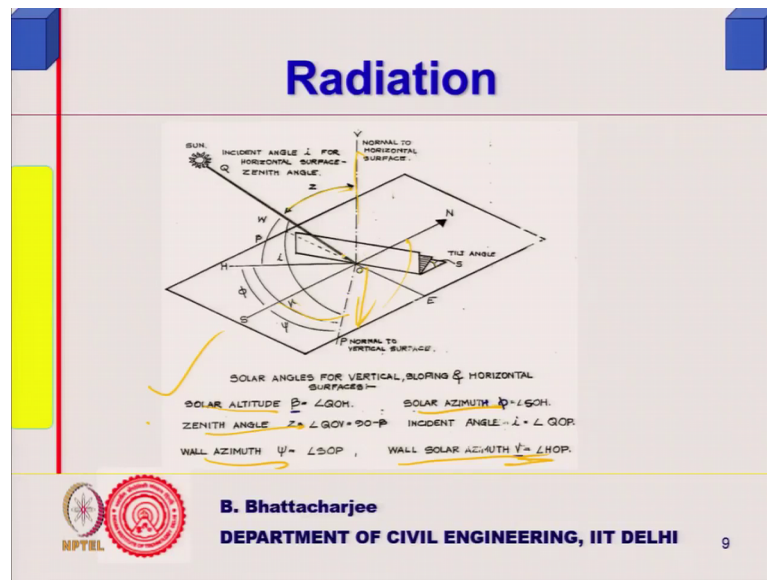 Radiation
SUN.
INCIDENT ANGLE i FOR
HORIZONTAL SURFACE-
ZENITH ANGLE.
V
NORMAL TO
HORIZONTAL
SURFACE.
Q
Z
W
N
β
L
TILT ANGLE
S
H
O
E
ϕ
S
γ
ψ
P NORMAL TO
VERTICAL SURFACE.
SOLAR ANGLES FOR VERTICAL, SLOPING & HORIZONTAL
SURFACES:-
SOLAR ALTITUDE β= ∠QOH. SOLAR AZIMUTH ϕ=∠SOH.
ZENITH ANGLE Z= ∠QOV=90-β INCIDENT ANGLE-i=∠QOP.
WALL AZIMUTH ψ= ∠SOP, WALL SOLAR AZIMUTH γ=∠HOP.
NPTEL
B. Bhattacharjee
DEPARTMENT OF CIVIL ENGINEERING, IIT DELHI
9